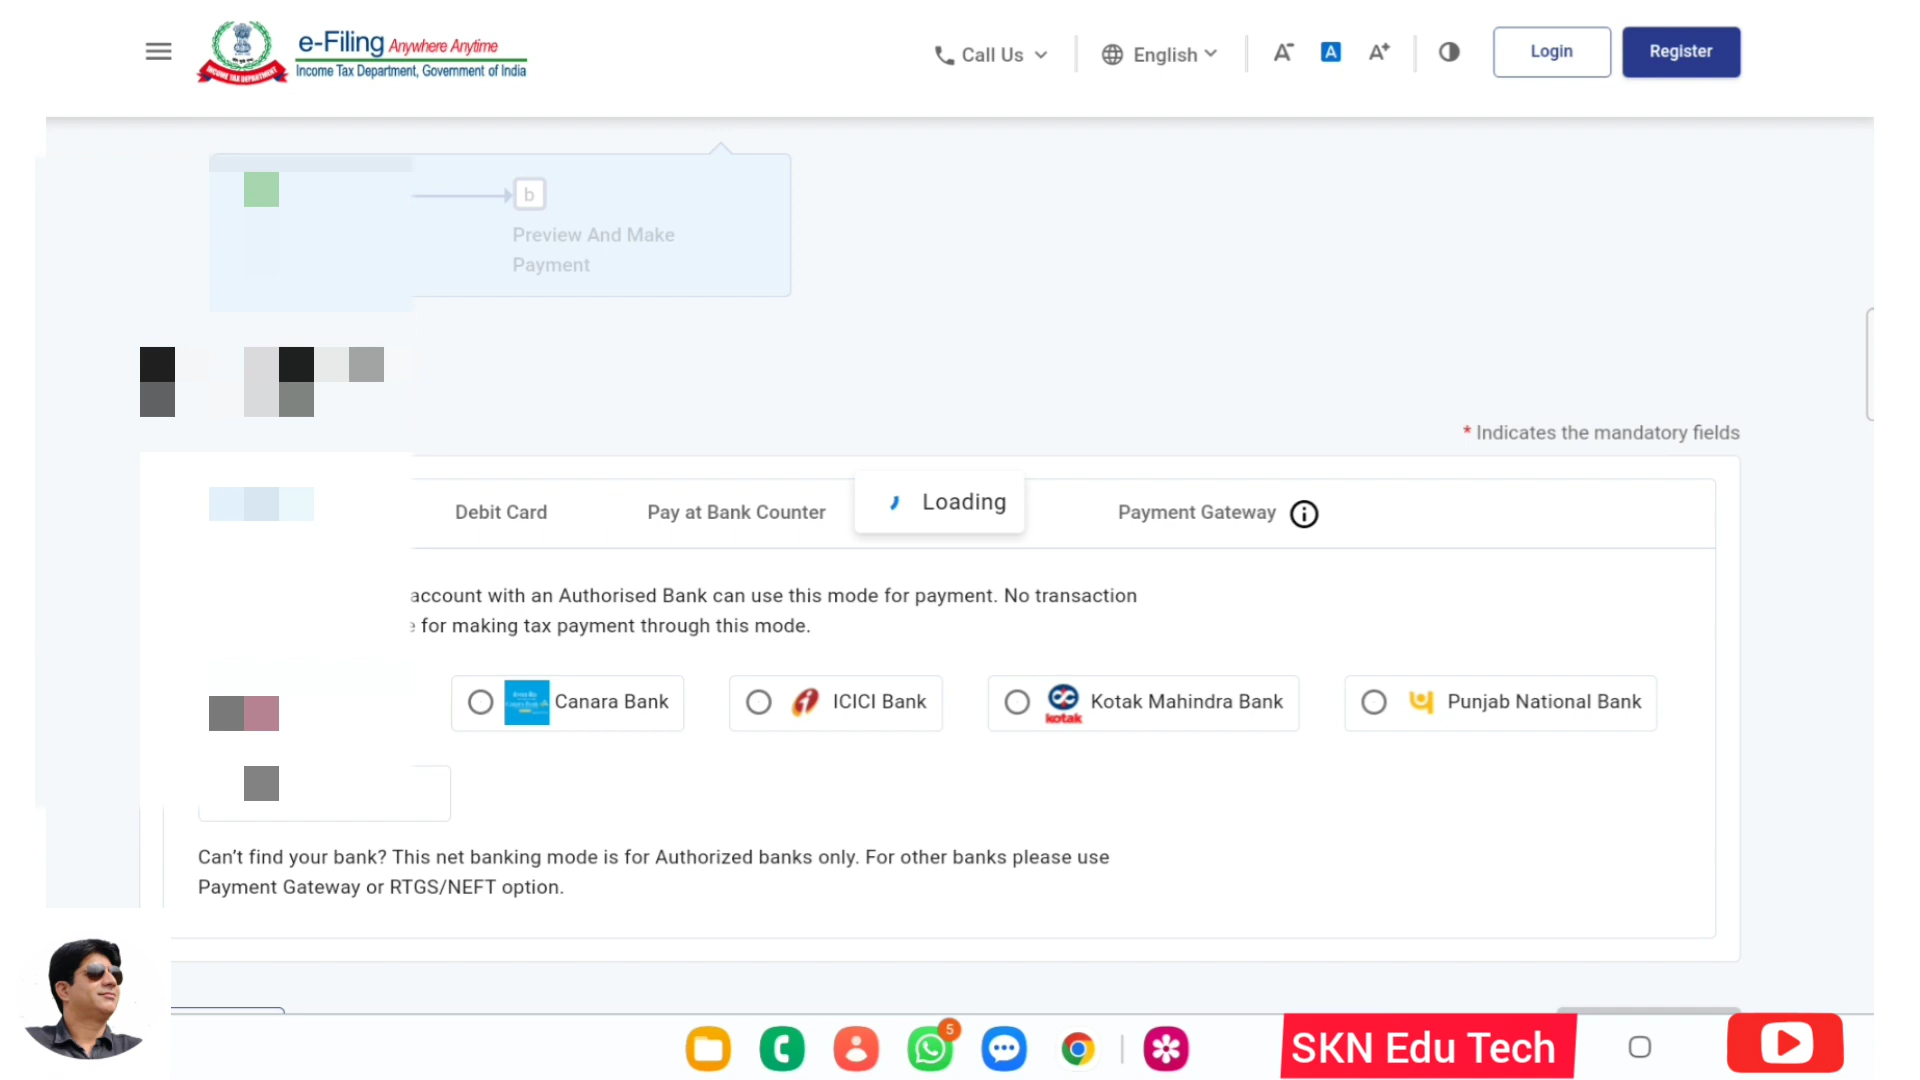 e-Filing Anywhere Anytime
Income Tax Department, Government of India
INCOME TAX DEPARTMENT
Call Us
English
A-
A
A+
Login
Register
b
Preview And Make
Payment
* Indicates the mandatory fields
Debit Card
Pay at Bank Counter
Loading
Payment Gateway
account with an Authorised Bank can use this mode for payment. No transaction
for making tax payment through this mode.
Canara Bank
ICICI Bank
kotak
Kotak Mahindra Bank
Punjab National Bank
Can't find your bank? This net banking mode is for Authorized banks only. For other banks please use
Payment Gateway or RTGS/NEFT option.
5
SKN Edu Tech